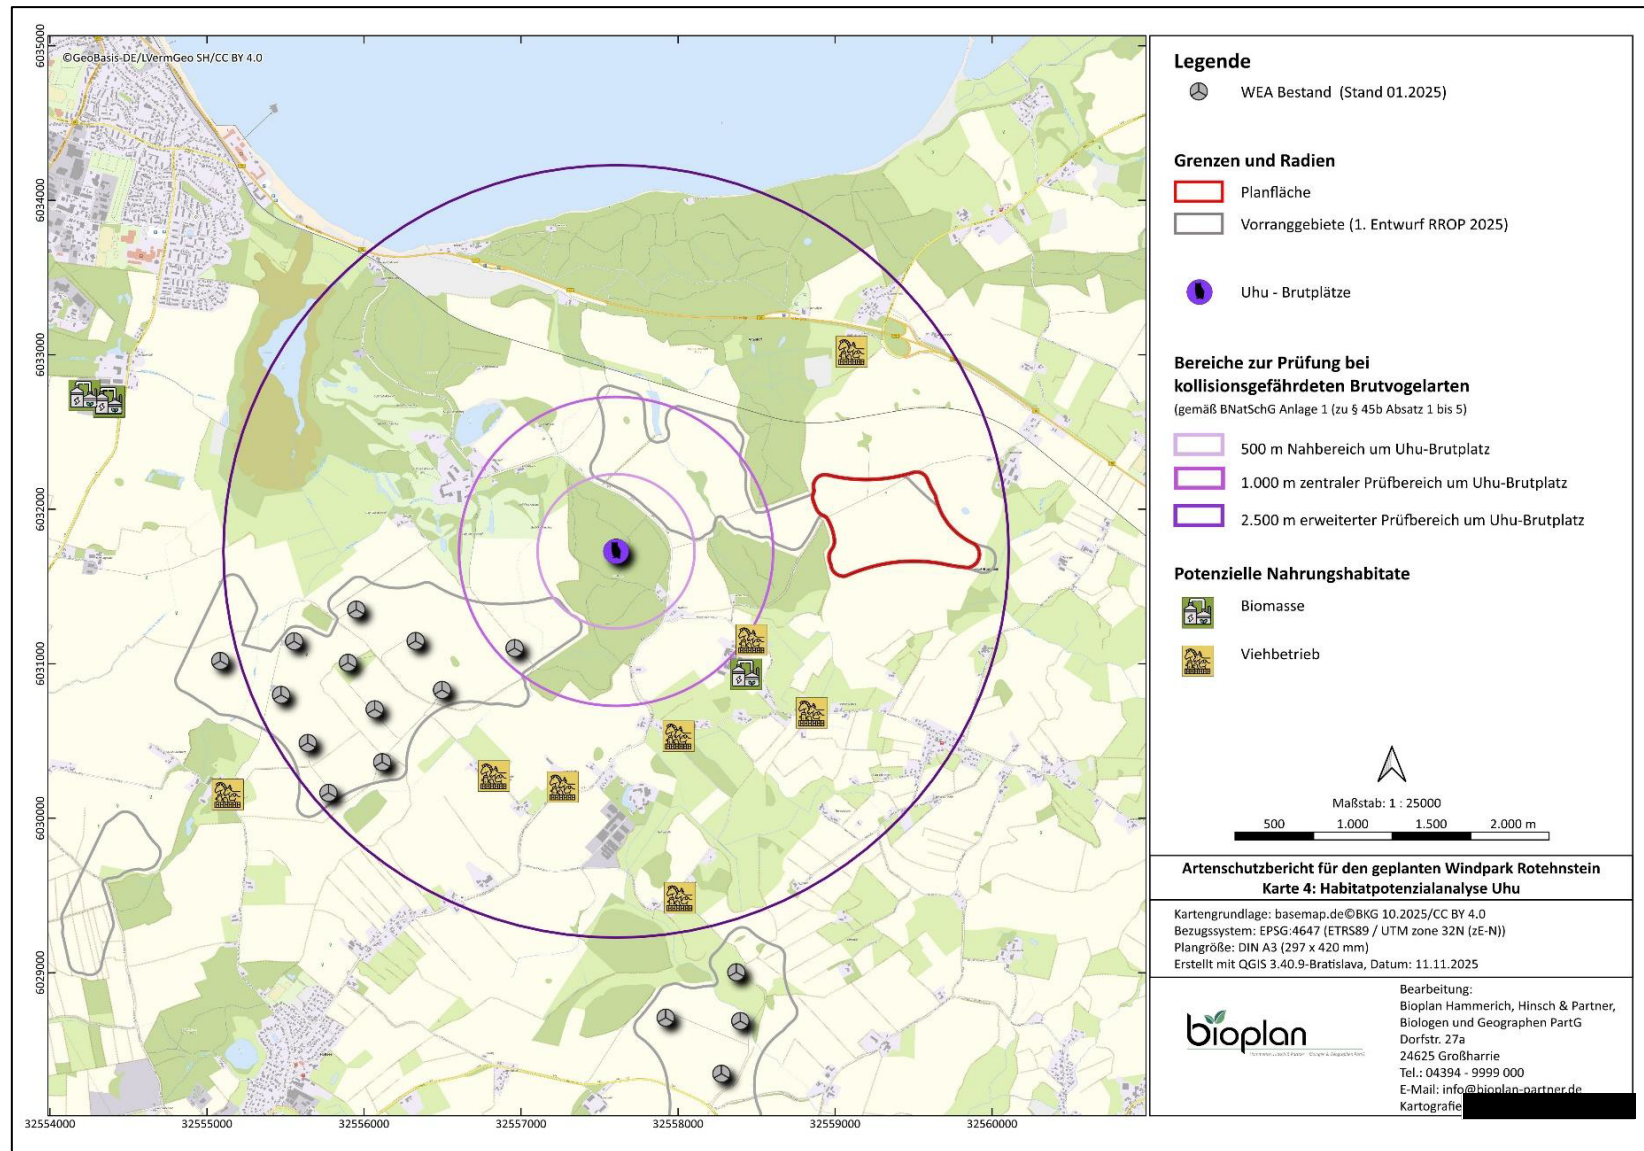 ©GeoBasis-DE/LVermGeo SH/CC BY 4.0
6035000
6034000
6033000
6032000
6031000
6030000
6029000
32554000
32555000
32556000
32557000
32558000
32559000
32560000
Legende
WEA Bestand (Stand 01.2025)
Grenzen und Radien
Planfläche
Vorranggebiete (1. Entwurf RROP 2025)
Uhu - Brutplätze
Bereiche zur Prüfung bei
kollisionsgefährdeten Brutvogelarten
(gemäß BNatSchG Anlage 1 (zu § 45b Absatz 1 bis 5)
500 m Nahbereich um Uhu-Brutplatz
1.000 m zentraler Prüfbereich um Uhu-Brutplatz
2.500 m erweiterter Prüfbereich um Uhu-Brutplatz
Potenzielle Nahrungshabitate
Biomasse
Viehbetrieb
Maßstab: 1 : 25000
500 1.000 1.500 2.000 m
Artenschutzbericht für den geplanten Windpark Rotehnstein
Karte 4: Habitatpotenzialanalyse Uhu
Kartengrundlage: basemap.de©BKG 10.2025/CC BY 4.0
Bezugssystem: EPSG:4647 (ETRS89 / UTM zone 32N (zE-N))
Plangröße: DIN A3 (297 x 420 mm)
Erstellt mit QGIS 3.40.9-Bratislava, Datum: 11.11.2025
bioplan
Bearbeitung:
Bioplan Hammerich, Hinsch & Partner,
Biologen und Geographen PartG
Dorfstr. 27a
24625 Großharrie
Tel.: 04394 - 9999 000
E-Mail: info@bioplan-partner.de
Kartografie